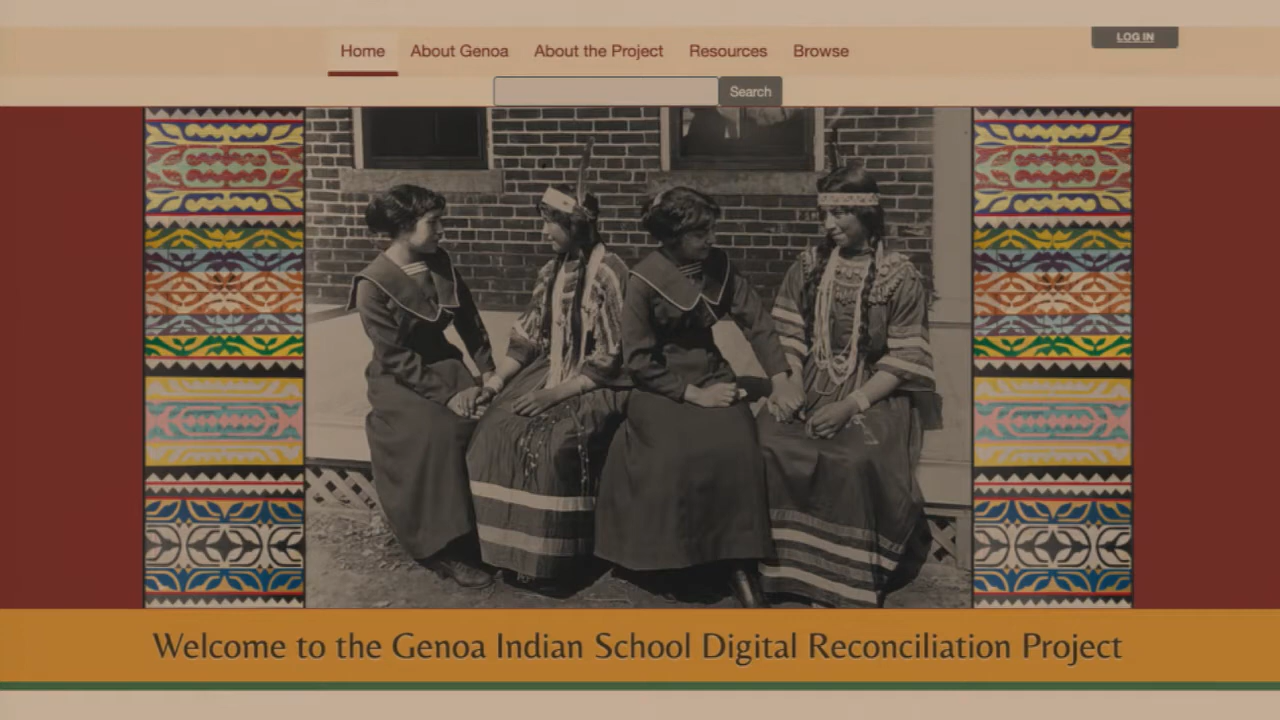 LOG IN
Home About Genoa About the Project Resources Browse
Search
Welcome to the Genoa Indian School Digital Reconciliation Project